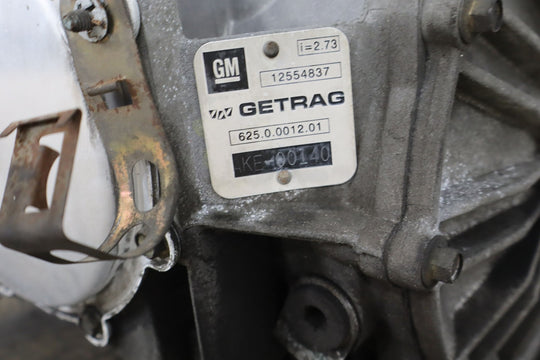 GM
i=2.73
12554837
GETRAG
625.0.0012.01
KE-00140